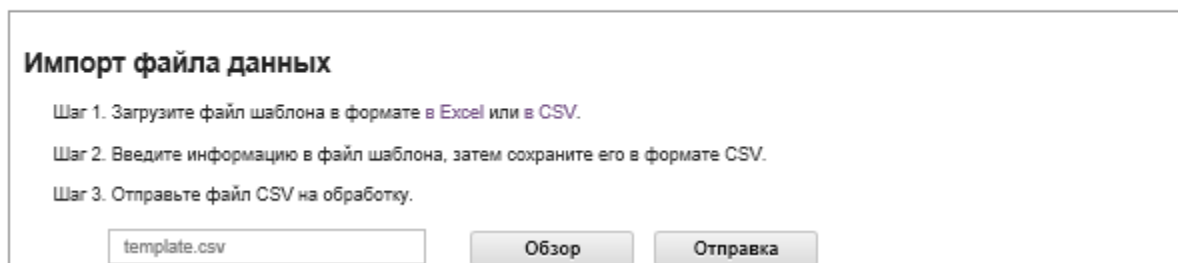 Импорт файла данных
Шаг 1. Загрузите файл шаблона в формате в Excel или в CSV.
Шаг 2. Введите информацию в файл шаблона, затем сохраните его в формате CSV.
Шаг 3. Отправьте файл CSV на обработку.
template.csv Обзор Отправка